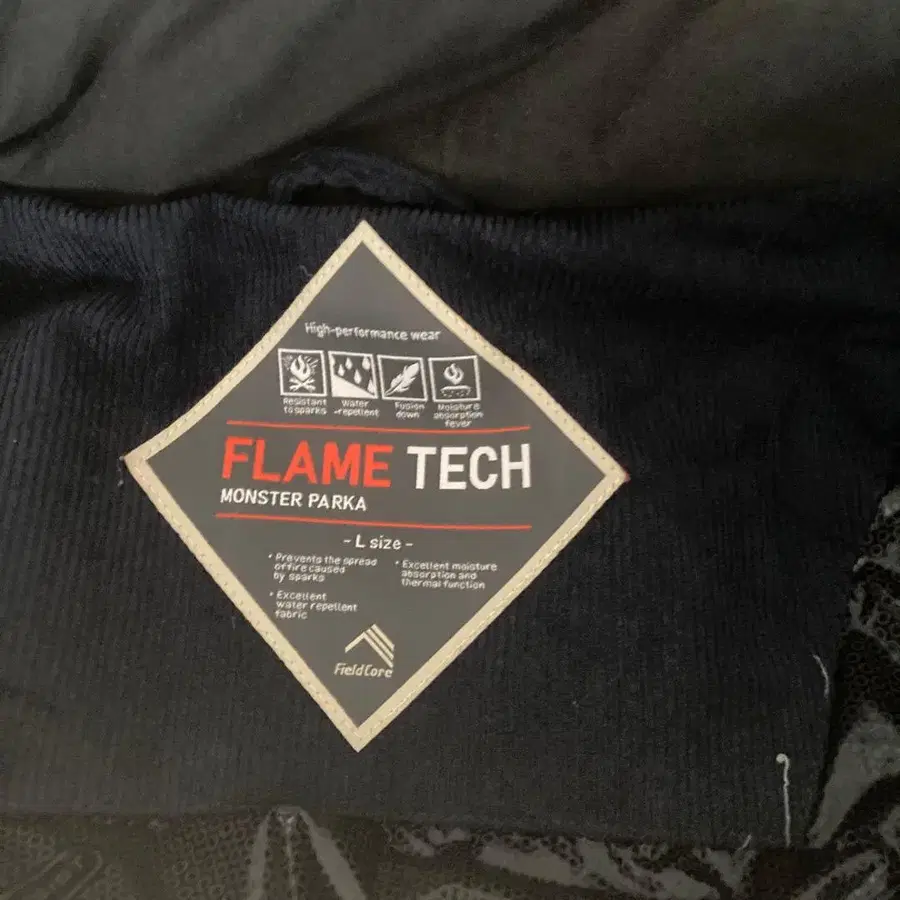 High-performance wear
Resistant
to sparks
Water
-repellent
Fusion
down
Moisture
absorption
fever
FLAME TECH
MONSTER PARKA
- L size -
• Prevents the spread
of fire caused
by sparks
• Excellent
water repellent
fabric
• Excellent moisture
absorption and
thermal function
FieldCore